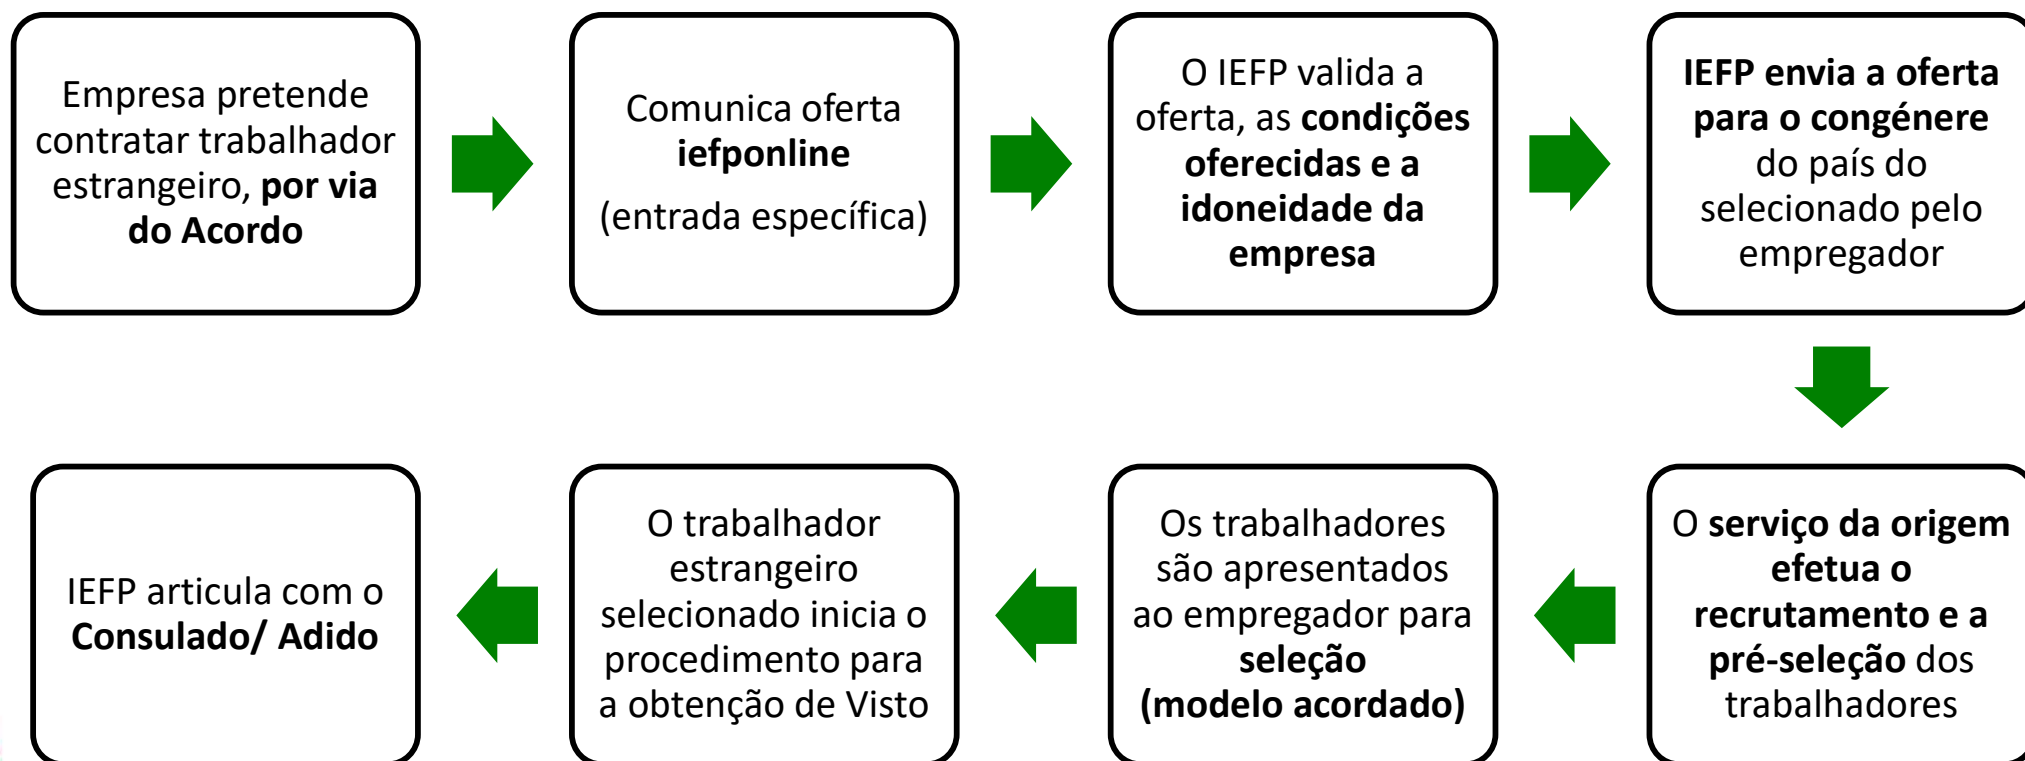 Empresa pretende
contratar trabalhador
estrangeiro, por via
do Acordo
Comunica oferta
iefponline
(entrada específica)
O IEFP valida a
oferta, as condições
oferecidas e a
idoneidade da
empresa
IEFP envia a oferta
para o congénere
do país do
selecionado pelo
empregador
O serviço da origem
efetua o
recrutamento e a
pré-seleção dos
trabalhadores
Os trabalhadores
são apresentados
ao empregador para
seleção
(modelo acordado)
O trabalhador
estrangeiro
selecionado inicia o
procedimento para
a obtenção de Visto
IEFP articula com o
Consulado/ Adido